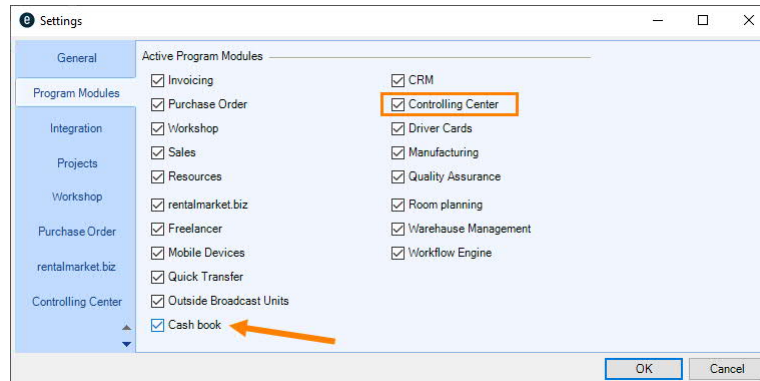 e Settings
General
Program Modules
Integration
Projects
Workshop
Purchase Order
rentalmarket.biz
Controlling Center
Active Program Modules
Invoicing
Purchase Order
Workshop
Sales
Resources
rentalmarket.biz
Freelancer
Mobile Devices
Quick Transfer
Outside Broadcast Units
Cash book
CRM
Controlling Center
Driver Cards
Manufacturing
Quality Assurance
Room planning
Warehause Management
Workflow Engine
OK
Cancel